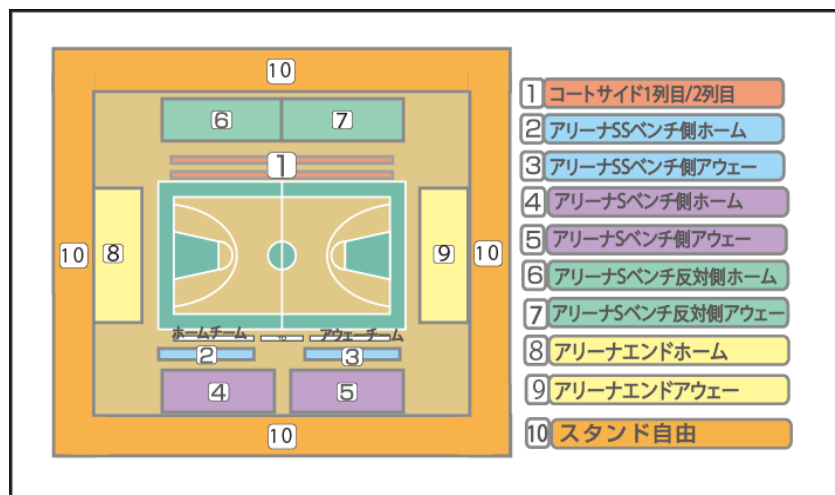 10
6 7
1
10 8 9 10
ホームチーム TO アウェーチーム
2 3
4 5
10
1 コートサイド1列目/2列目
2 アリーナSSベンチ側ホーム
3 アリーナSSベンチ側アウェー
4 アリーナSベンチ側ホーム
5 アリーナSベンチ側アウェー
6 アリーナSベンチ反対側ホーム
7 アリーナSベンチ反対側アウェー
8 アリーナエンドホーム
9 アリーナエンドアウェー
10 スタンド自由